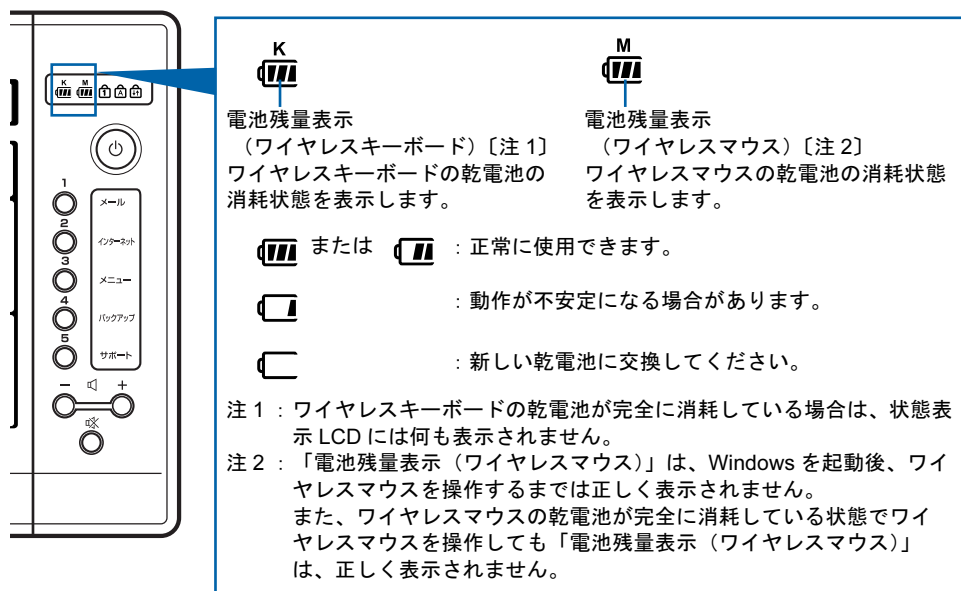 K M
1 A
1
メール
2
インターネット
3
メニュー
4
バックアップ
5
サポート
− +
K
電池残量表示
（ワイヤレスキーボード）〔注 1〕
ワイヤレスキーボードの乾電池の
消耗状態を表示します。
M
電池残量表示
（ワイヤレスマウス）〔注 2〕
ワイヤレスマウスの乾電池の消耗状態
を表示します。
または ：正常に使用できます。
：動作が不安定になる場合があります。
：新しい乾電池に交換してください。
注 1 ：ワイヤレスキーボードの乾電池が完全に消耗している場合は、状態表
示 LCD には何も表示されません。
注 2 ：「電池残量表示（ワイヤレスマウス）」は、Windows を起動後、ワイ
ヤレスマウスを操作するまでは正しく表示されません。
また、ワイヤレスマウスの乾電池が完全に消耗している状態でワイ
ヤレスマウスを操作しても「電池残量表示（ワイヤレスマウス）」
は、正しく表示されません。